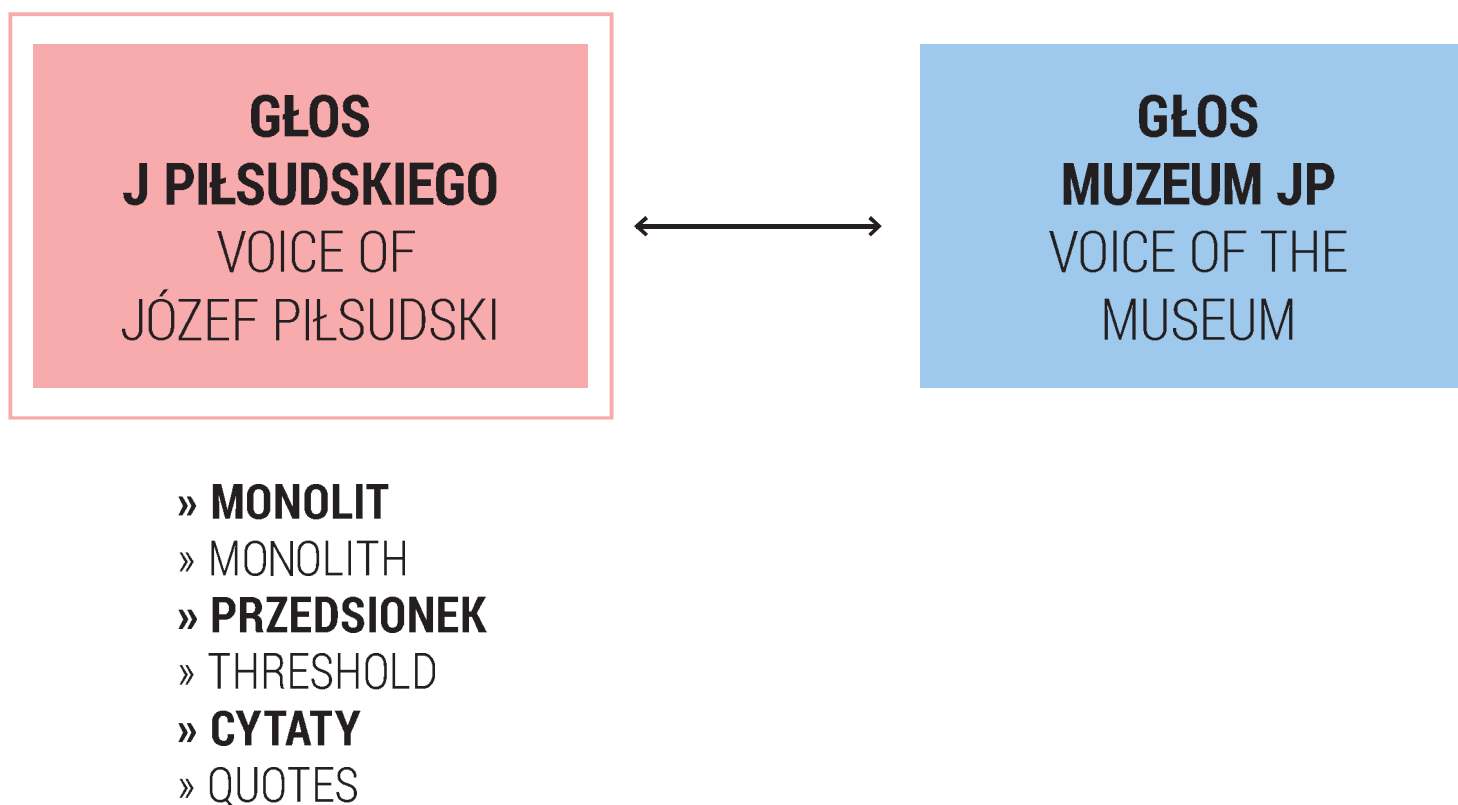 GŁOS
J PIŁSUDSKIEGO
VOICE OF
JÓZEF PIŁSUDSKI
GŁOS
MUZEUM JP
VOICE OF THE
MUSEUM
» MONOLIT
» MONOLITH
» PRZEDSIONEK
» THRESHOLD
» CYTATY
» QUOTES